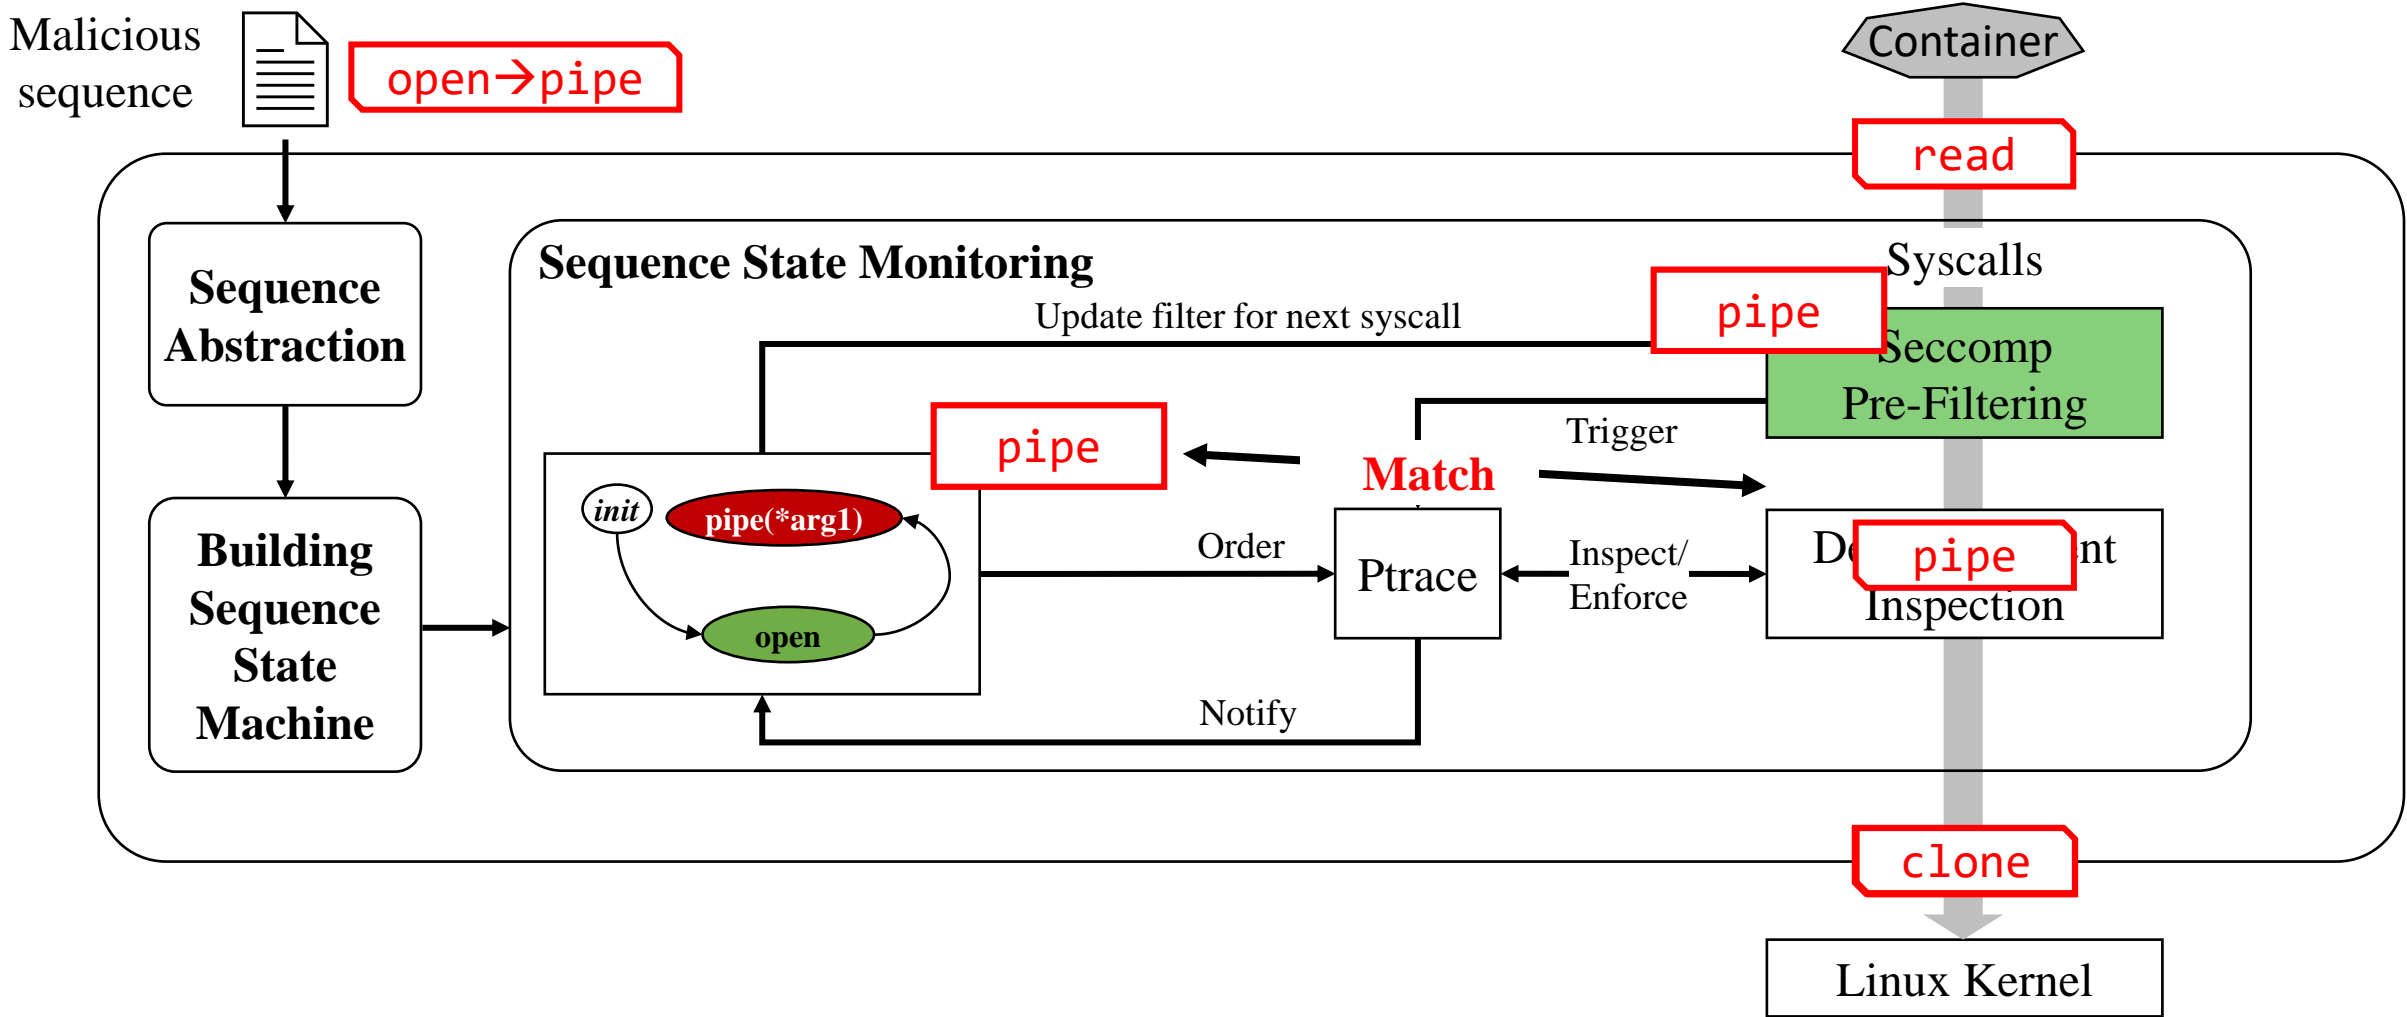 Malicious
sequence
open→pipe
Container
read
Sequence
Abstraction
Building
Sequence
State
Machine
Sequence State Monitoring
Syscalls
Update filter for next syscall
pipe
Seccomp
Pre-Filtering
Trigger
pipe
Match
init
pipe(*arg1)
open
Order
Ptrace
Inspect/
Enforce
pipe
Inspection
Notify
clone
Linux Kernel